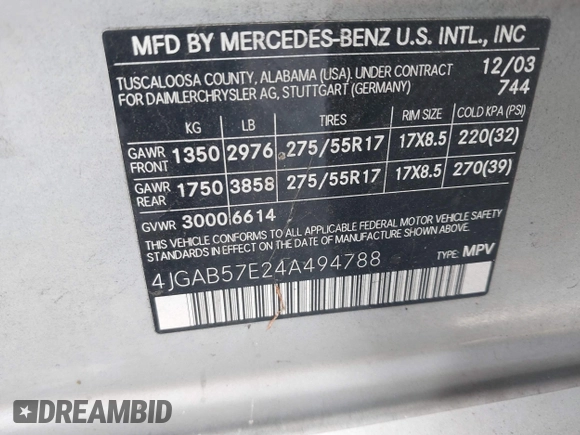 MFD BY MERCEDES-BENZ U.S. INTL., INC
TUSCALOOSA COUNTY, ALABAMA (USA). UNDER CONTRACT 12/03
FOR DAIMLERCHRYSLER AG, STUTTGART (GERMANY) 744
KG LB TIRES RIM SIZE COLD KPA (PSI)
GAWR FRONT 1350 2976 275/55R17 17X8.5 220(32)
GAWR REAR 1750 3858 275/55R17 17X8.5 270(39)
GVWR 3000 6614
THIS VEHICLE CONFORMS TO ALL APPLICABLE FEDERAL MOTOR VEHICLE SAFETY
STANDARDS IN EFFECT ON THE DATE OF MANUFACTURE SHOWN ABOVE.
4JGAB57E24A494788 TYPE: MPV
DREAMBID